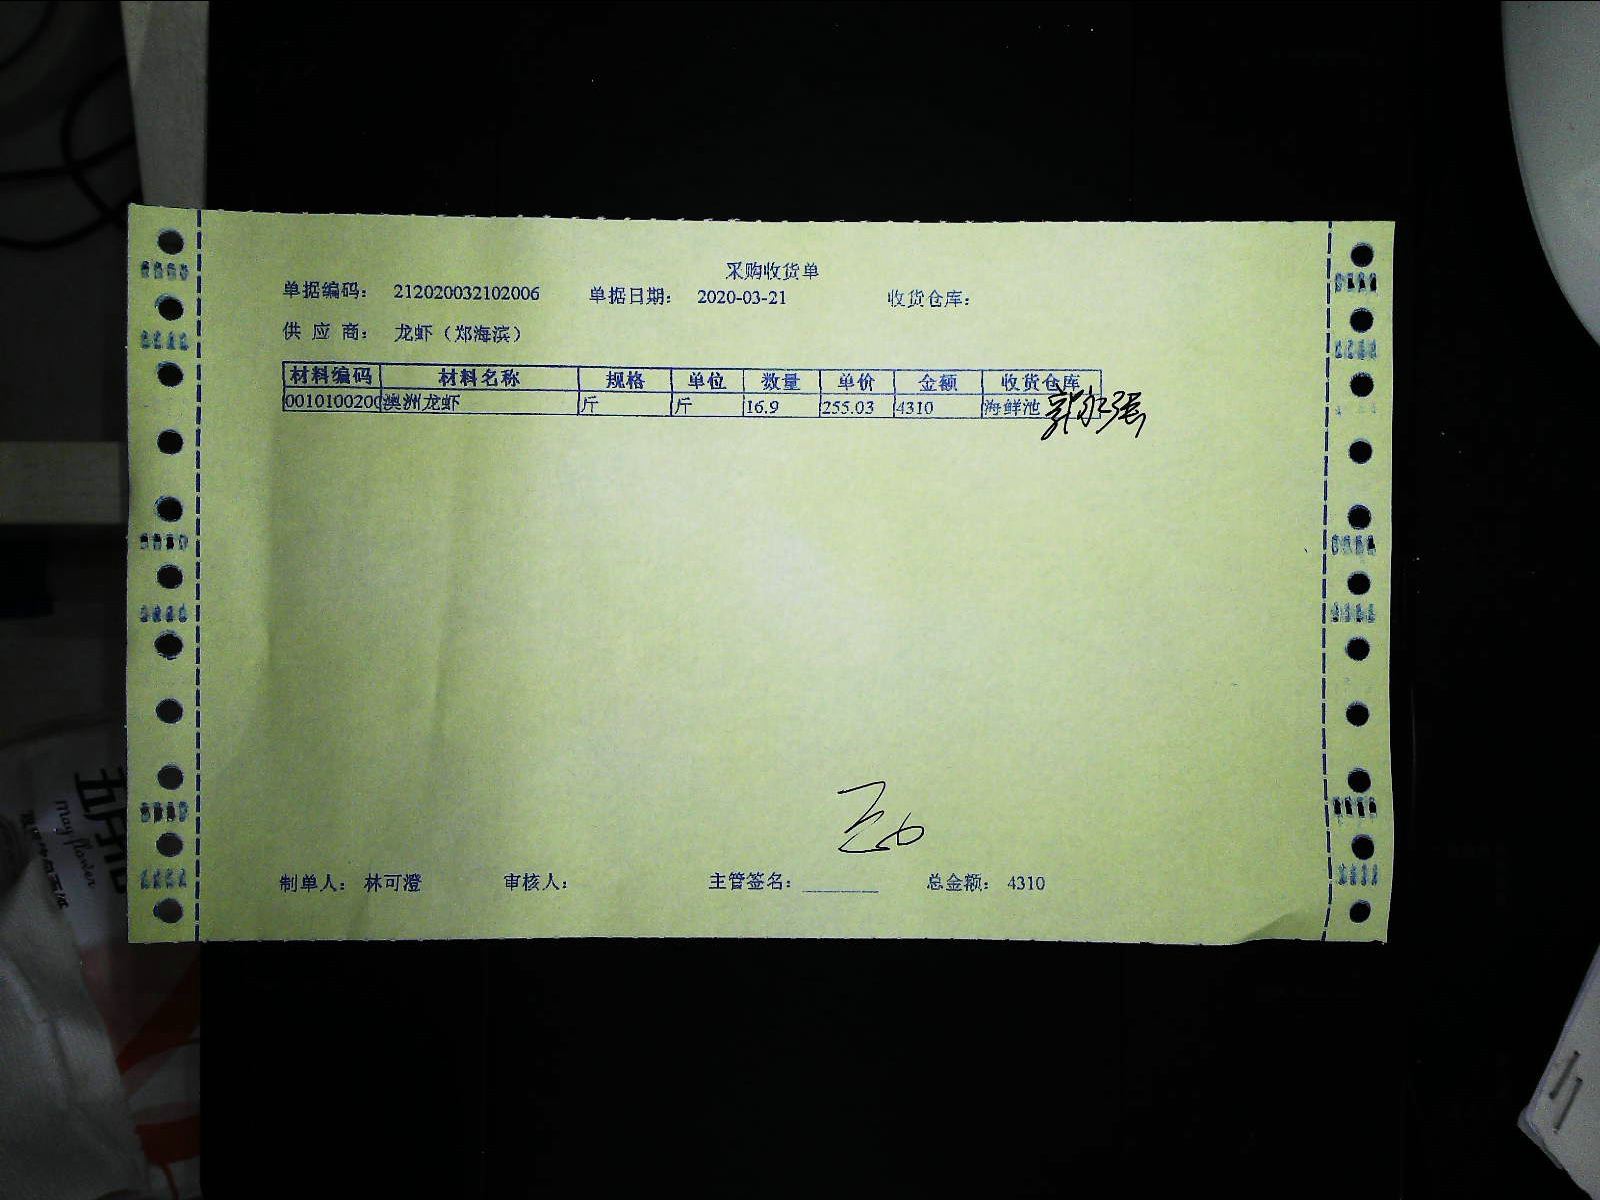 采购收货单
单据编码： 212020032102006 单据日期： 2020-03-21 收货仓库：
供 应 商： 龙虾（郑海滨）
材料编码 材料名称 规格 单位 数量 单价 金额 收货仓库
0010100200 澳洲龙虾 斤 斤 16.9 255.03 4310 海鲜池
制单人： 林可澄 审核人： 主管签名： 总金额： 4310
May flower